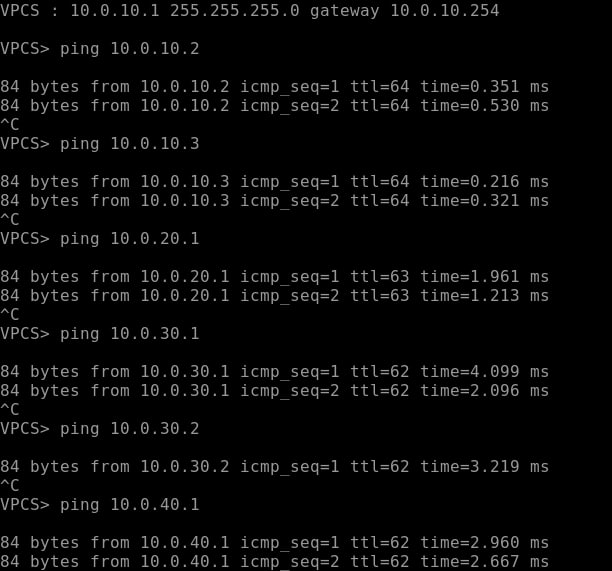 VPCS : 10.0.10.1 255.255.255.0 gateway 10.0.10.254
VPCS> ping 10.0.10.2
84 bytes from 10.0.10.2 icmp_seq=1 ttl=64 time=0.351 ms
84 bytes from 10.0.10.2 icmp_seq=2 ttl=64 time=0.530 ms
^C
VPCS> ping 10.0.10.3
84 bytes from 10.0.10.3 icmp_seq=1 ttl=64 time=0.216 ms
84 bytes from 10.0.10.3 icmp_seq=2 ttl=64 time=0.321 ms
^C
VPCS> ping 10.0.20.1
84 bytes from 10.0.20.1 icmp_seq=1 ttl=63 time=1.961 ms
84 bytes from 10.0.20.1 icmp_seq=2 ttl=63 time=1.213 ms
^C
VPCS> ping 10.0.30.1
84 bytes from 10.0.30.1 icmp_seq=1 ttl=62 time=4.099 ms
84 bytes from 10.0.30.1 icmp_seq=2 ttl=62 time=2.096 ms
^C
VPCS> ping 10.0.30.2
84 bytes from 10.0.30.2 icmp_seq=1 ttl=62 time=3.219 ms
^C
VPCS> ping 10.0.40.1
84 bytes from 10.0.40.1 icmp_seq=1 ttl=62 time=2.960 ms
84 bytes from 10.0.40.1 icmp_seq=2 ttl=62 time=2.667 ms